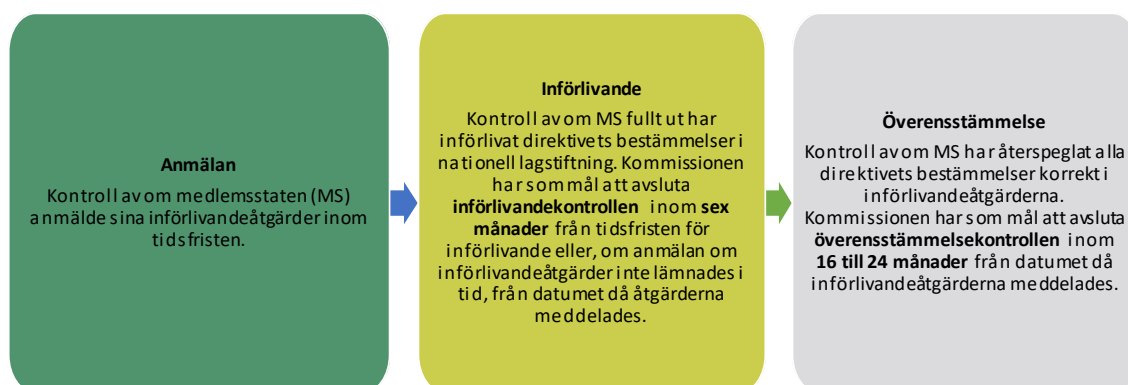 Anmälan
Kontroll av om medlemsstaten (MS)
anmälde sina införlivandeåtgärder inom
tidsfristen.
Införlivande
Kontroll av om MS fullt ut har
införlivat direktivets bestämmelser i
nationell lagstiftning. Kommissionen
har som mål att avsluta
införlivandekontrollen inom sex
månader från tidsfristen för
införlivande eller, om anmälan om
införlivandeåtgärder inte lämnades i
tid, från datumet då åtgärderna
meddelades.
Överensstämmelse
Kontroll av om MS har återspeglat alla
direktivets bestämmelser korrekt i
införlivandeåtgärderna.
Kommissionen har som mål att avsluta
överensstämmelsekontrollen inom
16 till 24 månader från datumet då
införlivandeåtgärderna meddelades.